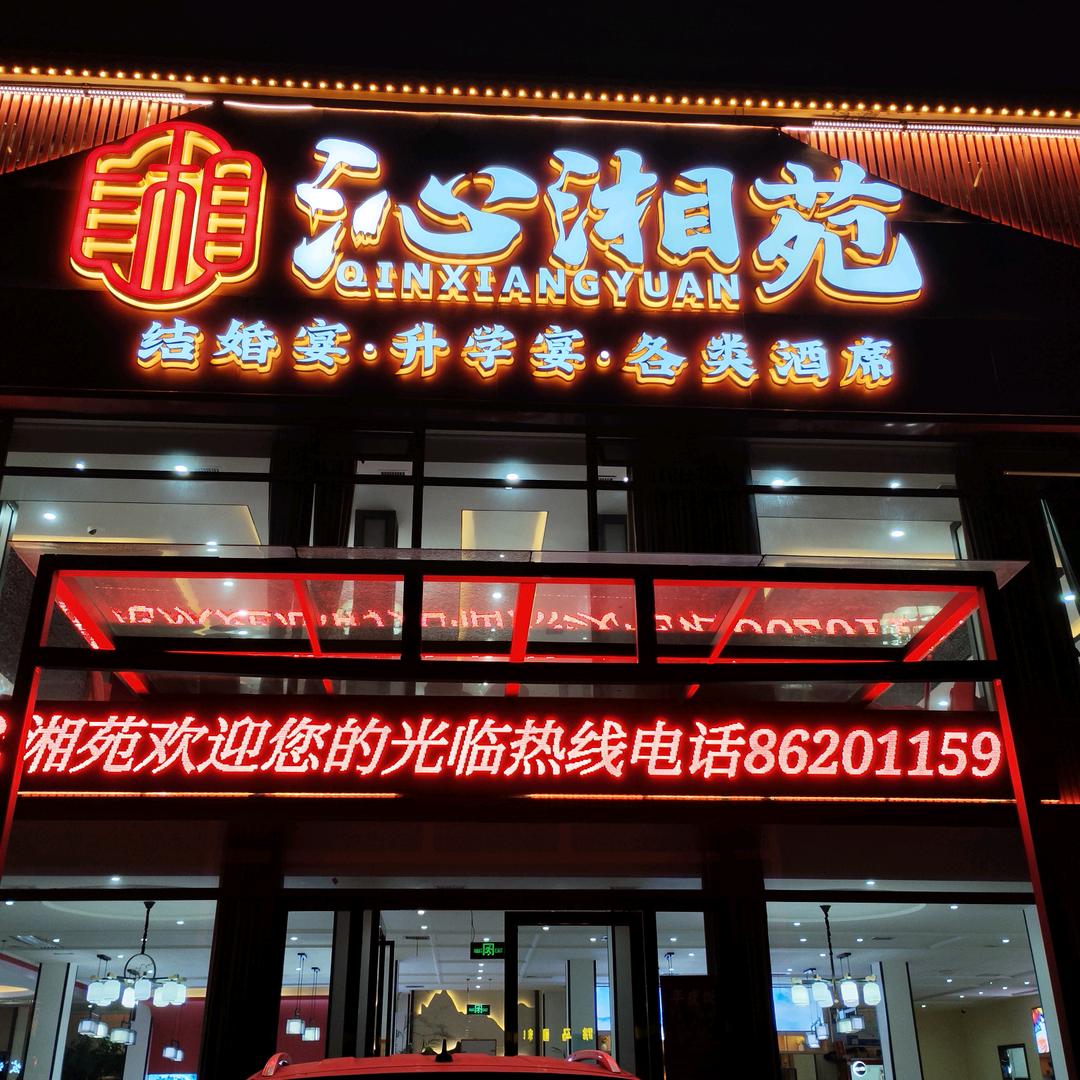 湘
沁湘苑
QINXIANGYUAN
结婚宴·升学宴·各类酒席
湘苑欢迎您的光临热线电话86201159